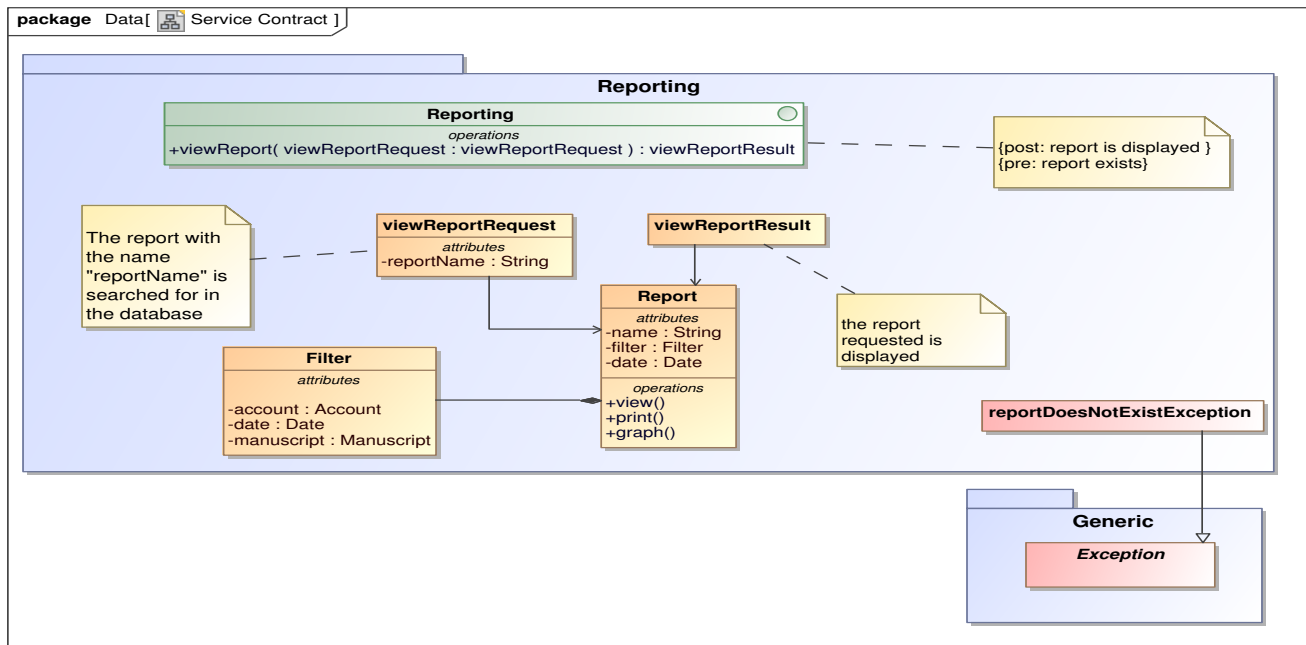 package Data[ Service Contract ]
Reporting
Reporting
operations
+viewReport( viewReportRequest : viewReportRequest ) : viewReportResult
{post: report is displayed }
{pre: report exists}
The report with
the name
"reportName" is
searched for in
the database
viewReportRequest
attributes
-reportName : String
viewReportResult
Report
attributes
-name : String
-filter : Filter
-date : Date
operations
+view()
+print()
+graph()
the report
requested is
displayed
Filter
attributes
-account : Account
-date : Date
-manuscript : Manuscript
reportDoesNotExistException
Generic
Exception